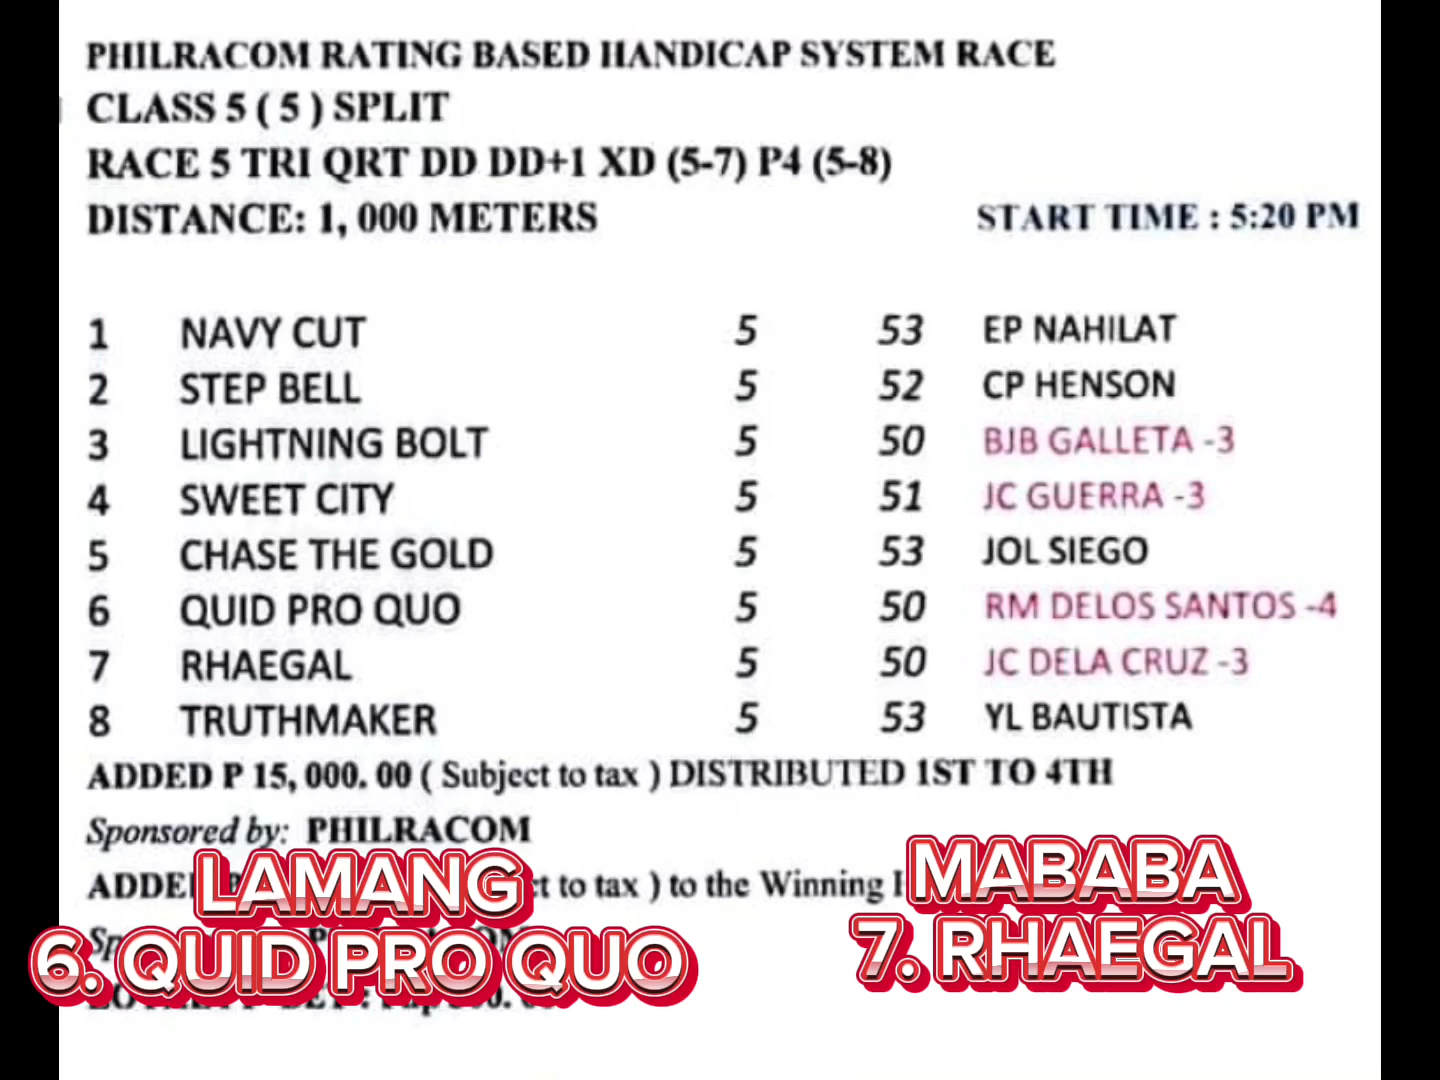 PHILRACOM RATING BASED HANDICAP SYSTEM RACE
CLASS 5 ( 5 ) SPLIT
RACE 5 TRI QRT DD DD+1 XD (5-7) P4 (5-8)
DISTANCE: 1, 000 METERS START TIME : 5:20 PM
1 NAVY CUT 5 53 EP NAHILAT
2 STEP BELL 5 52 CP HENSON
3 LIGHTNING BOLT 5 50 BJB GALLETA -3
4 SWEET CITY 5 51 JC GUERRA -3
5 CHASE THE GOLD 5 53 JOL SIEGO
6 QUID PRO QUO 5 50 RM DELOS SANTOS -4
7 RHAEGAL 5 50 JC DELA CRUZ -3
8 TRUTHMAKER 5 53 YL BAUTISTA
ADDED P 15, 000. 00 ( Subject to tax ) DISTRIBUTED 1ST TO 4TH
Sponsored by: PHILRACOM
to tax ) to the Winning
LAMANG
6. QUID PRO QUO
MABABA
7. RHAEGAL